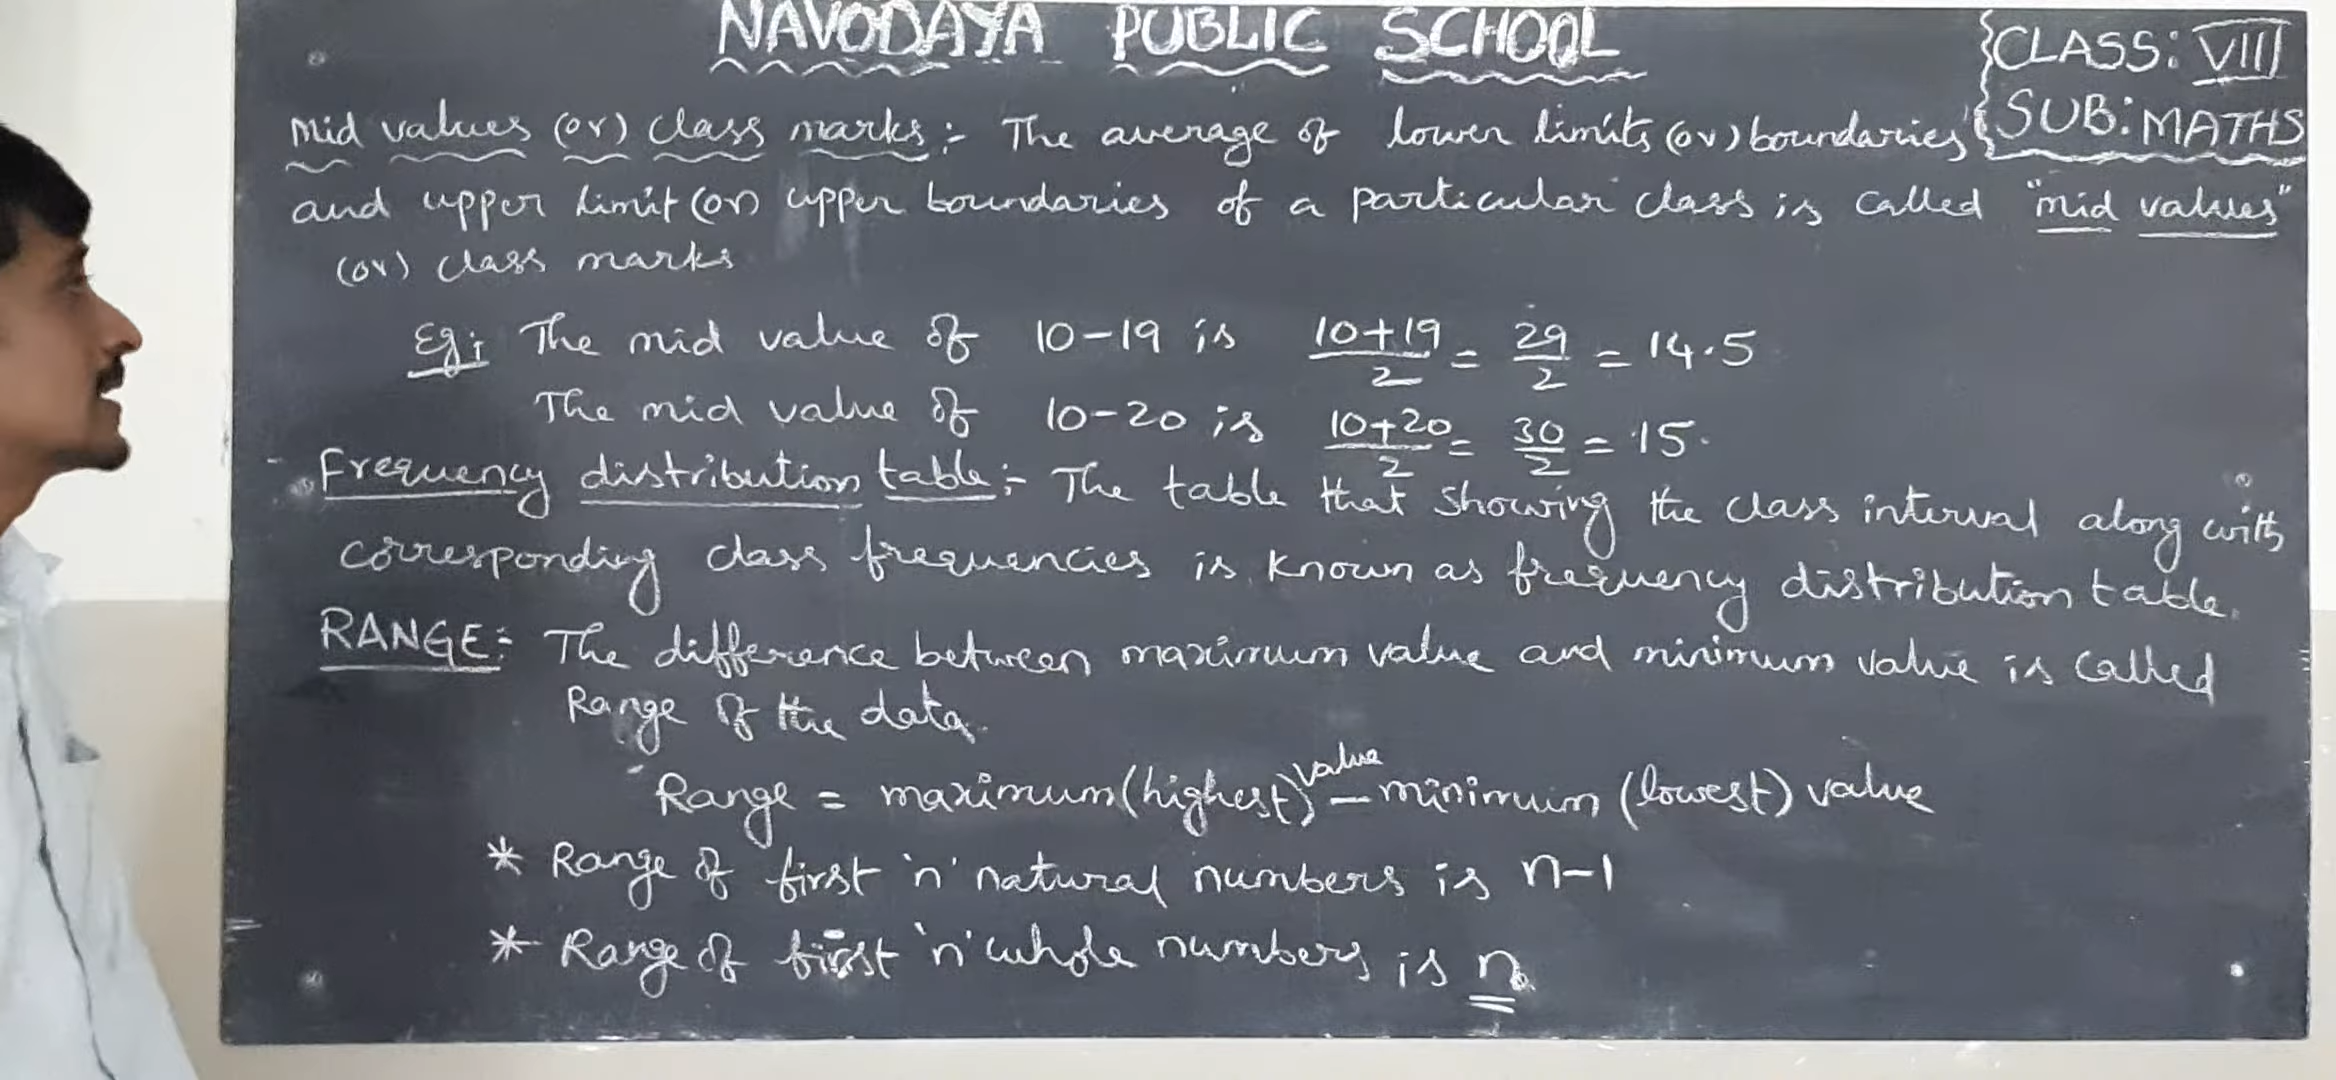 NAVODAYA PUBLIC SCHOOL
CLASS: VIII
SUB: MATHS
Mid values (or) class marks :- The average of lower limits (or) boundaries
and upper limit (or) upper boundaries of a particular class is called "mid values"
(or) class marks
Eg: The mid value of 10-19 is 10+19/2 = 29/2 = 14.5
The mid value of 10-20 is 10+20/2 = 30/2 = 15.
Frequency distribution table :- The table that showing the class interval along with
corresponding class frequencies is known as frequency distribution table.
RANGE :- The difference between maximum value and minimum value is called
Range of the data.
Range = maximum (highest) value - minimum (lowest) value
* Range of first 'n' natural numbers is n-1
* Range of first 'n' whole numbers is n